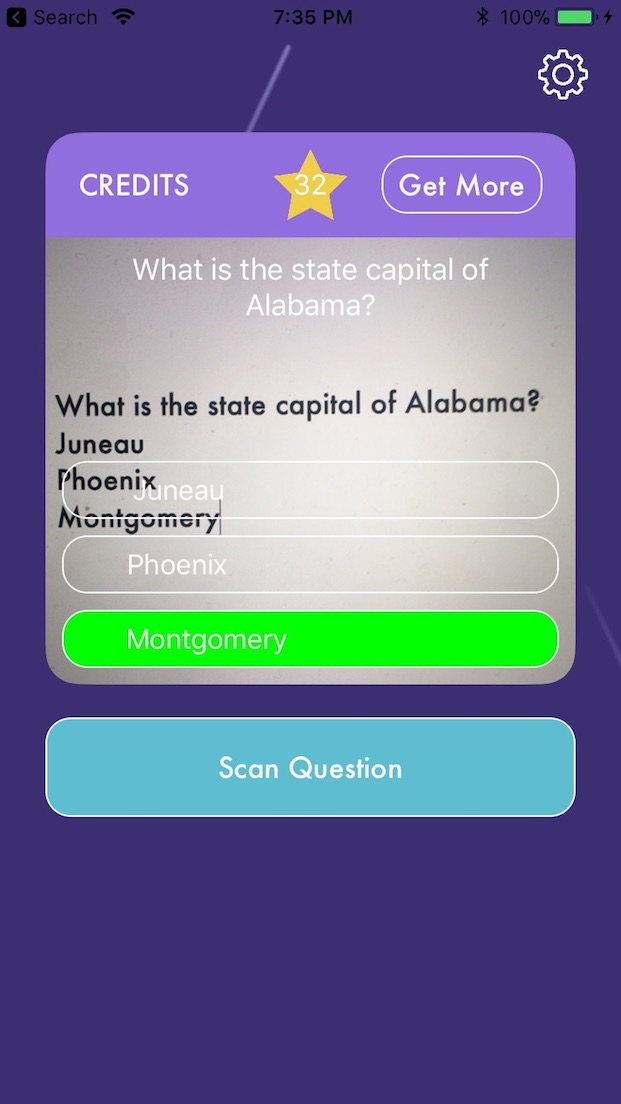 Search 7:35 PM 100%
CREDITS 32 Get More
What is the state capital of
Alabama?
What is the state capital of Alabama?
Juneau
Phoenix
Juneau
Montgomery
Phoenix
Montgomery
Scan Question